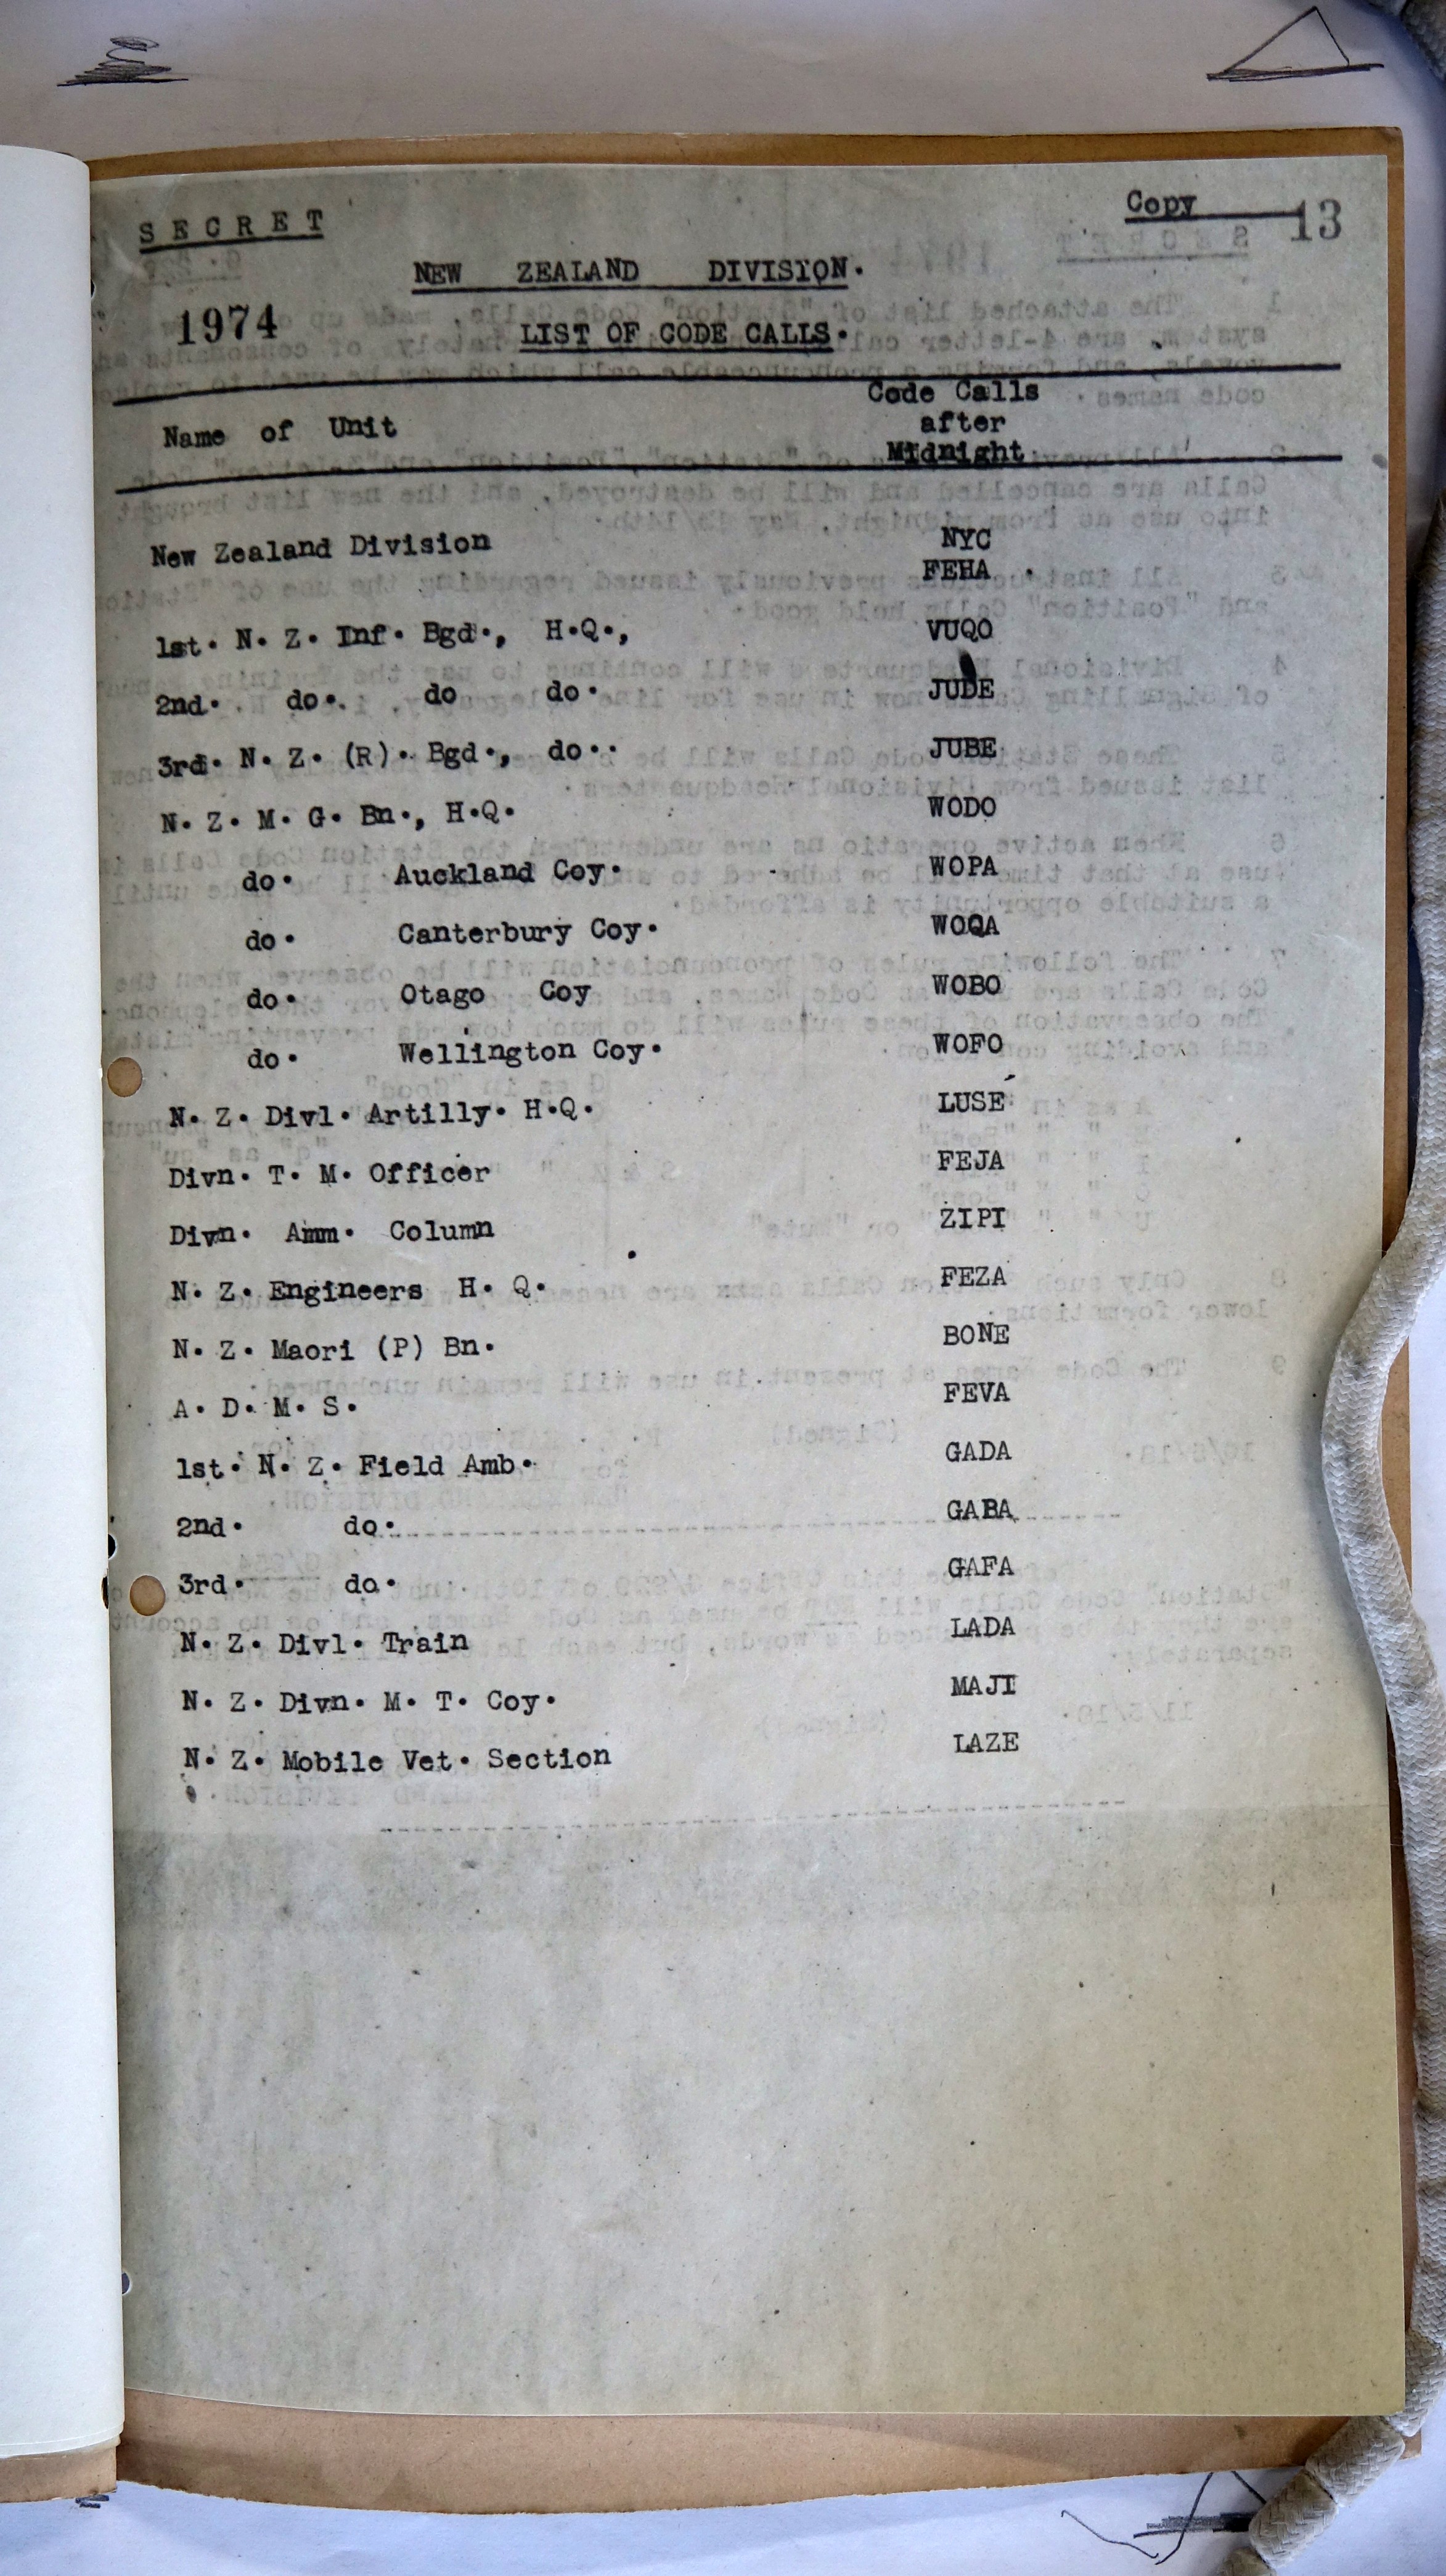 SECRET
Copy 13
NEW ZEALAND DIVISION.
1974
LIST OF CODE CALLS.
Name of Unit
Code Calls
after
Midnight
New Zealand Division NYC
FEHA
1st. N. Z. Inf. Bgd., H.Q., VUQO
2nd. do. do do. JUDE
3rd. N. Z. (R). Bgd., do.. JUBE
N. Z. M. G. Bn., H.Q. WODO
do. Auckland Coy. WOPA
do. Canterbury Coy. WOQA
do. Otago Coy WOBO
do. Wellington Coy. WOFO
N. Z. Divl. Artilly. H.Q. LUSE
Divn. T. M. Officer FEJA
Divn. Amm. Column ZIPI
N. Z. Engineers H. Q. FEZA
N. Z. Maori (P) Bn. BONE
A. D. M. S. FEVA
1st. N. Z. Field Amb. GADA
2nd. do. GABA
3rd. do. GAFA
N. Z. Divl. Train LADA
N. Z. Divn. M. T. Coy. MAJI
N. Z. Mobile Vet. Section LAZE